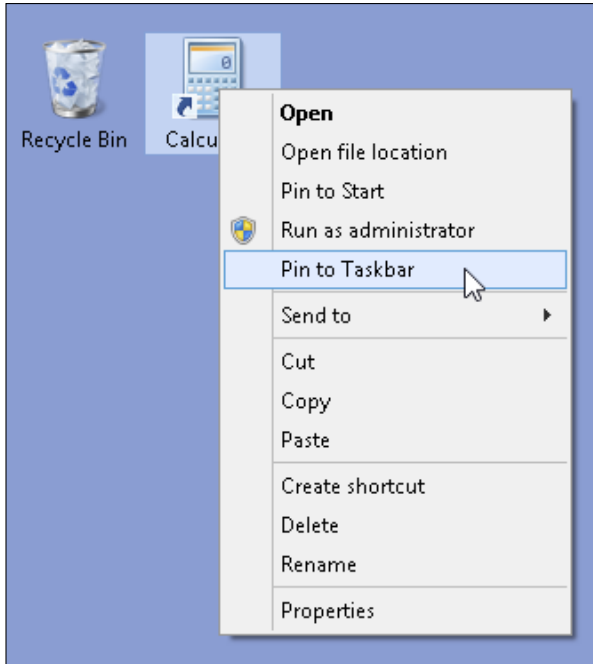 Recycle Bin
Calcu
Open
Open file location
Pin to Start
Run as administrator
Pin to Taskbar
Send to
Cut
Copy
Paste
Create shortcut
Delete
Rename
Properties